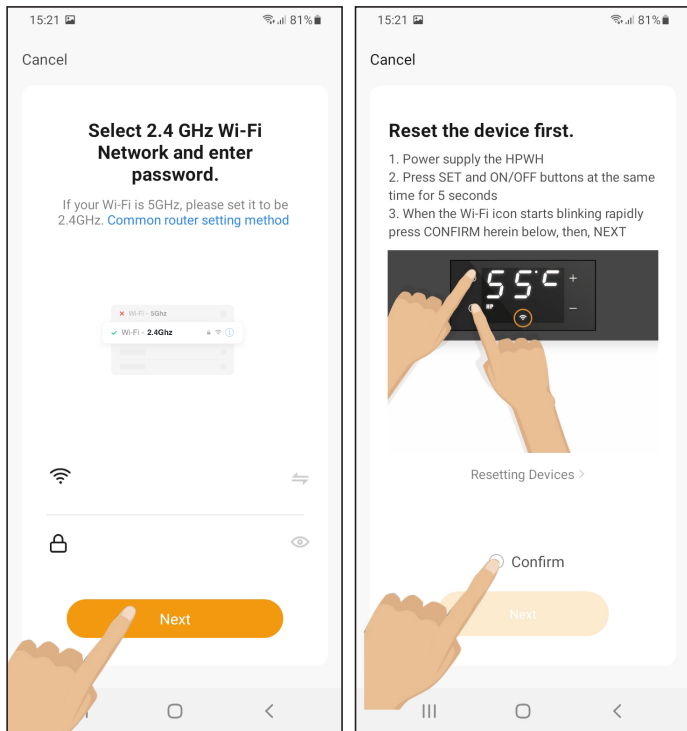 15:21
81%
Cancel
Select 2.4 GHz Wi-Fi
Network and enter
password.
If your Wi-Fi is 5GHz, please set it to be
2.4GHz. Common router setting method
Wi-Fi - 5Ghz
Wi-Fi - 2.4Ghz
Next
15:21
81%
Cancel
Reset the device first.
1. Power supply the HPWH
2. Press SET and ON/OFF buttons at the same
time for 5 seconds
3. When the Wi-Fi icon starts blinking rapidly
press CONFIRM herein below, then, NEXT
55°C
Resetting Devices >
Confirm
Next